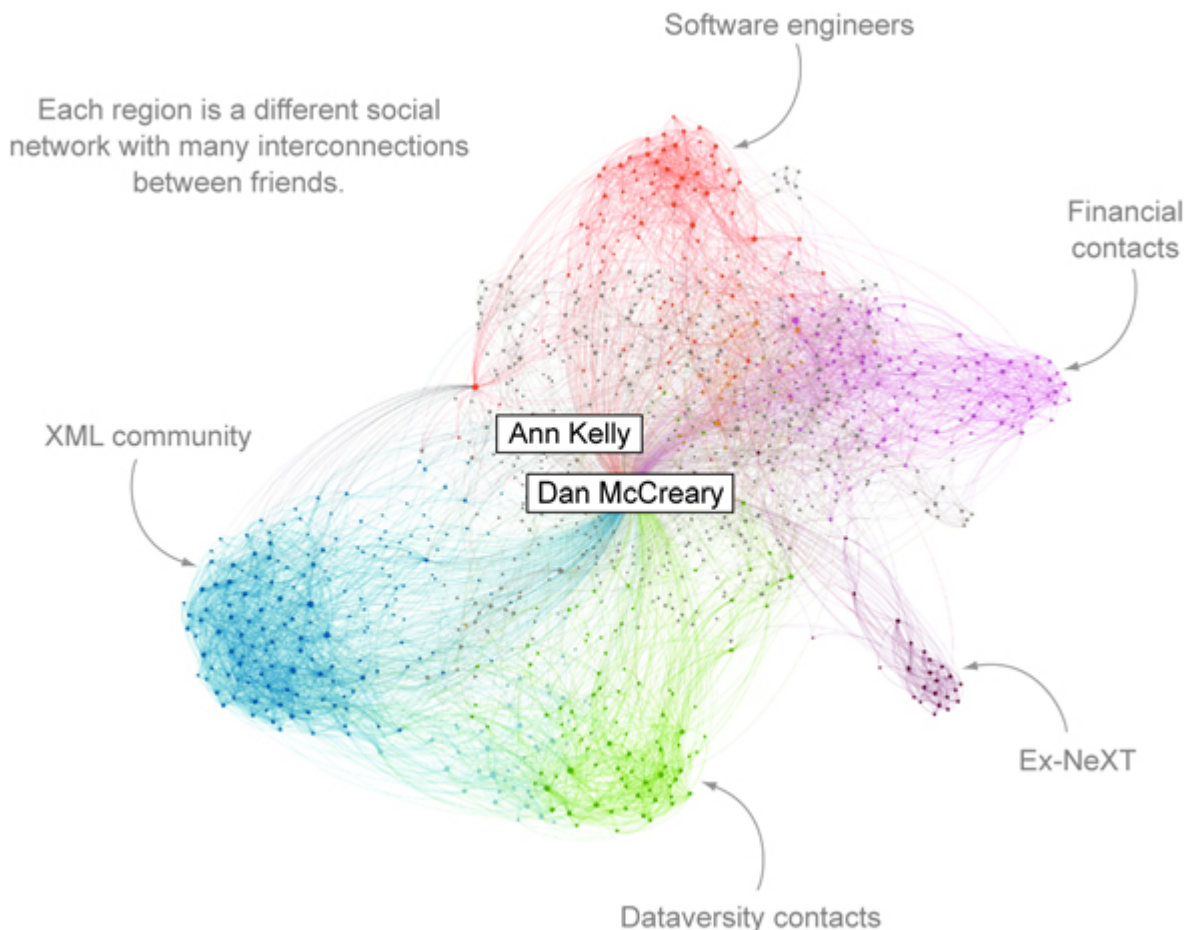 Software engineers
Each region is a different social
network with many interconnections
between friends.
Financial
contacts
XML community
Ann Kelly
Dan McCreary
Ex-NeXT
Dataversity contacts